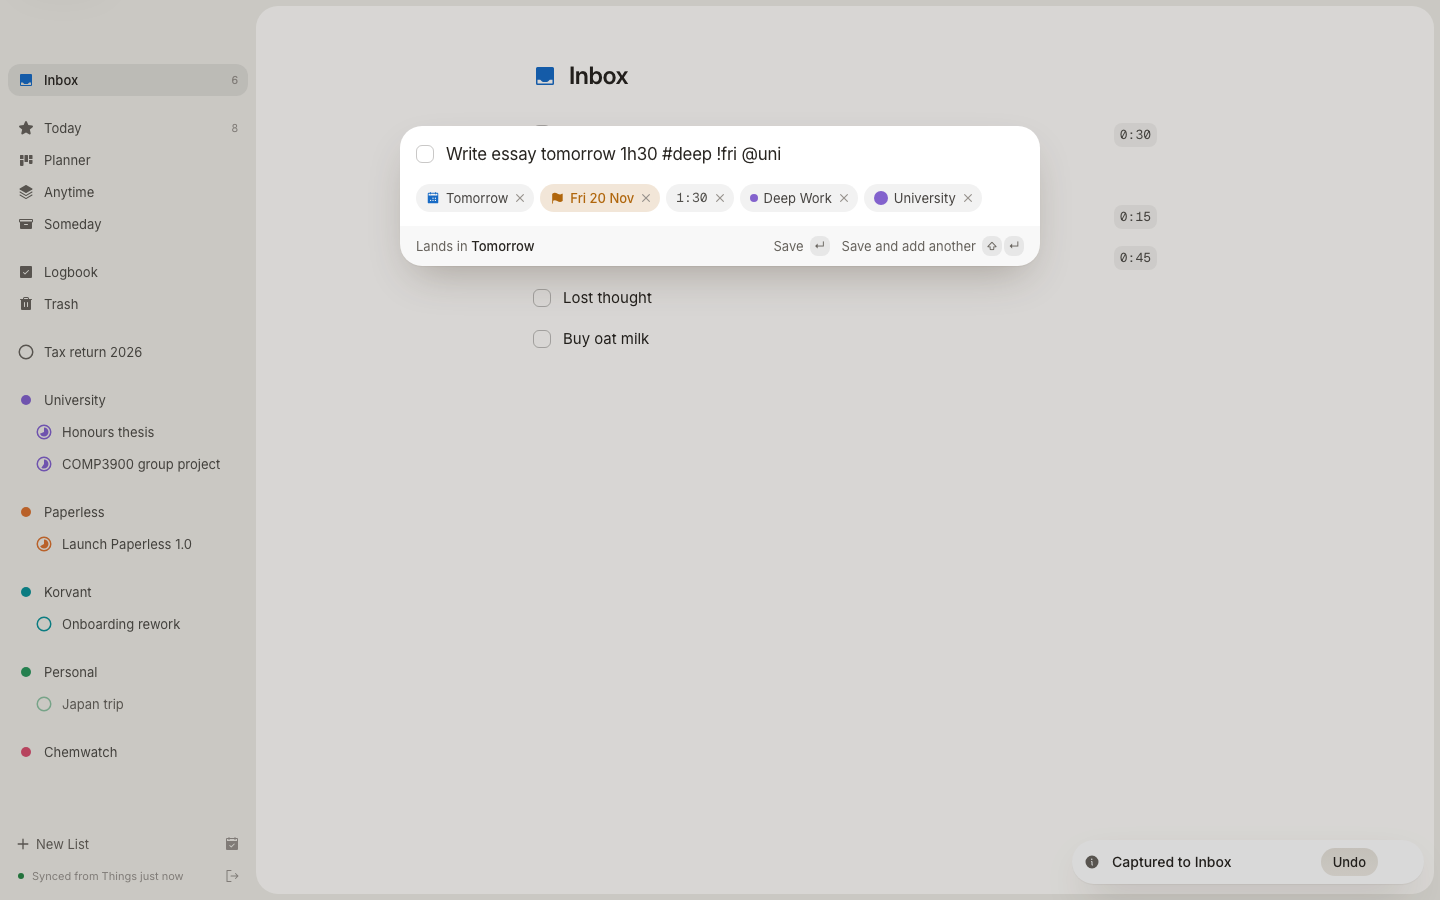 Inbox 6
Today 8
Planner
Anytime
Someday
Logbook
Trash
Tax return 2026
University
Honours thesis
COMP3900 group project
Paperless
Launch Paperless 1.0
Korvant
Onboarding rework
Personal
Japan trip
Chemwatch
New List
Synced from Things just now
Inbox
0:30
Write essay tomorrow 1h30 #deep !fri @uni
Tomorrow Fri 20 Nov 1:30 Deep Work University
Lands in Tomorrow Save Save and add another
0:15
0:45
Lost thought
Buy oat milk
Captured to Inbox Undo